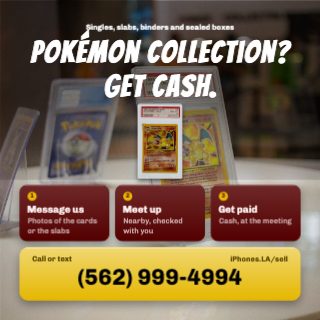 Singles, slabs, binders and sealed boxes
POKÉMON COLLECTION?
GET CASH.
1
Message us
Photos of the cards
or the slabs
2
Meet up
Nearby, checked
with you
3
Get paid
Cash, at the meeting
Call or text
iPhones.LA/sell
(562) 999-4994